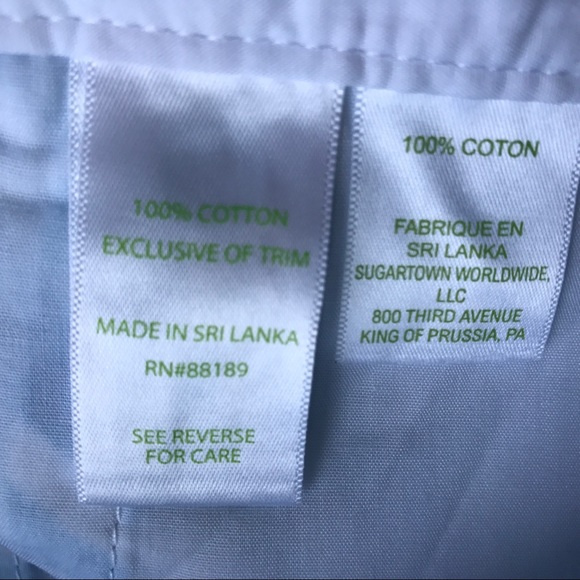 100% COTTON
EXCLUSIVE OF TRIM
MADE IN SRI LANKA
RN#88189
SEE REVERSE
FOR CARE
100% COTON
FABRIQUE EN
SRI LANKA
SUGARTOWN WORLDWIDE,
LLC
800 THIRD AVENUE
KING OF PRUSSIA, PA